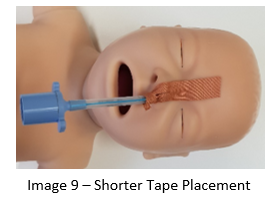 Image 9 – Shorter Tape Placement